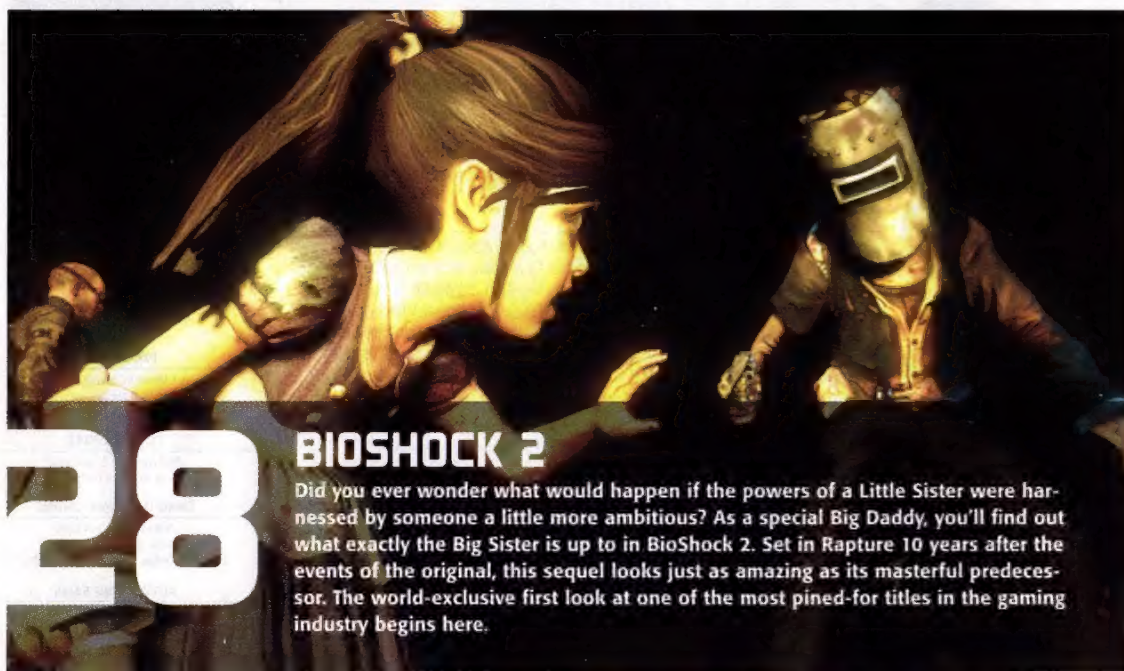 28
BIOSHOCK 2
Did you ever wonder what would happen if the powers of a Little Sister were har-
nessed by someone a little more ambitious? As a special Big Daddy, you'll find out
what exactly the Big Sister is up to in BioShock 2. Set in Rapture 10 years after the
events of the original, this sequel looks just as amazing as its masterful predeces-
sor. The world-exclusive first look at one of the most pined-for titles in the gaming
industry begins here.